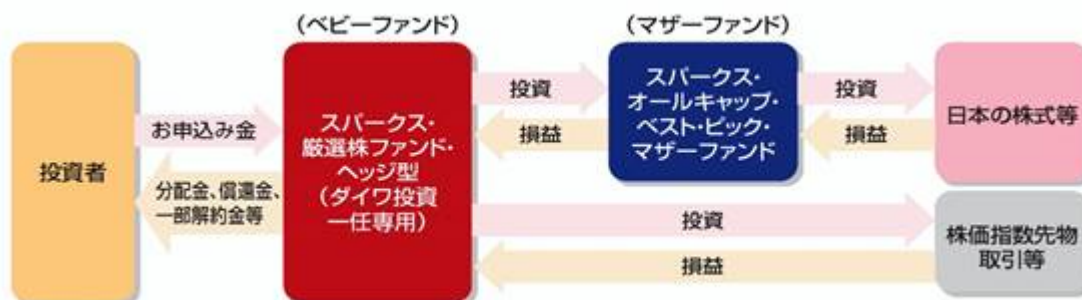 （ベビーファンド）
（マザーファンド）
投資者
お申込み金
分配金、償還金、
一部解約金等
スパークス・
厳選株ファンド・
ヘッジ型
（ダイワ投資
一任専用）
投資
損益
スパークス・
オールキャップ・
ベスト・ピック・
マザーファンド
投資
損益
日本の株式等
投資
損益
株価指数先物
取引等